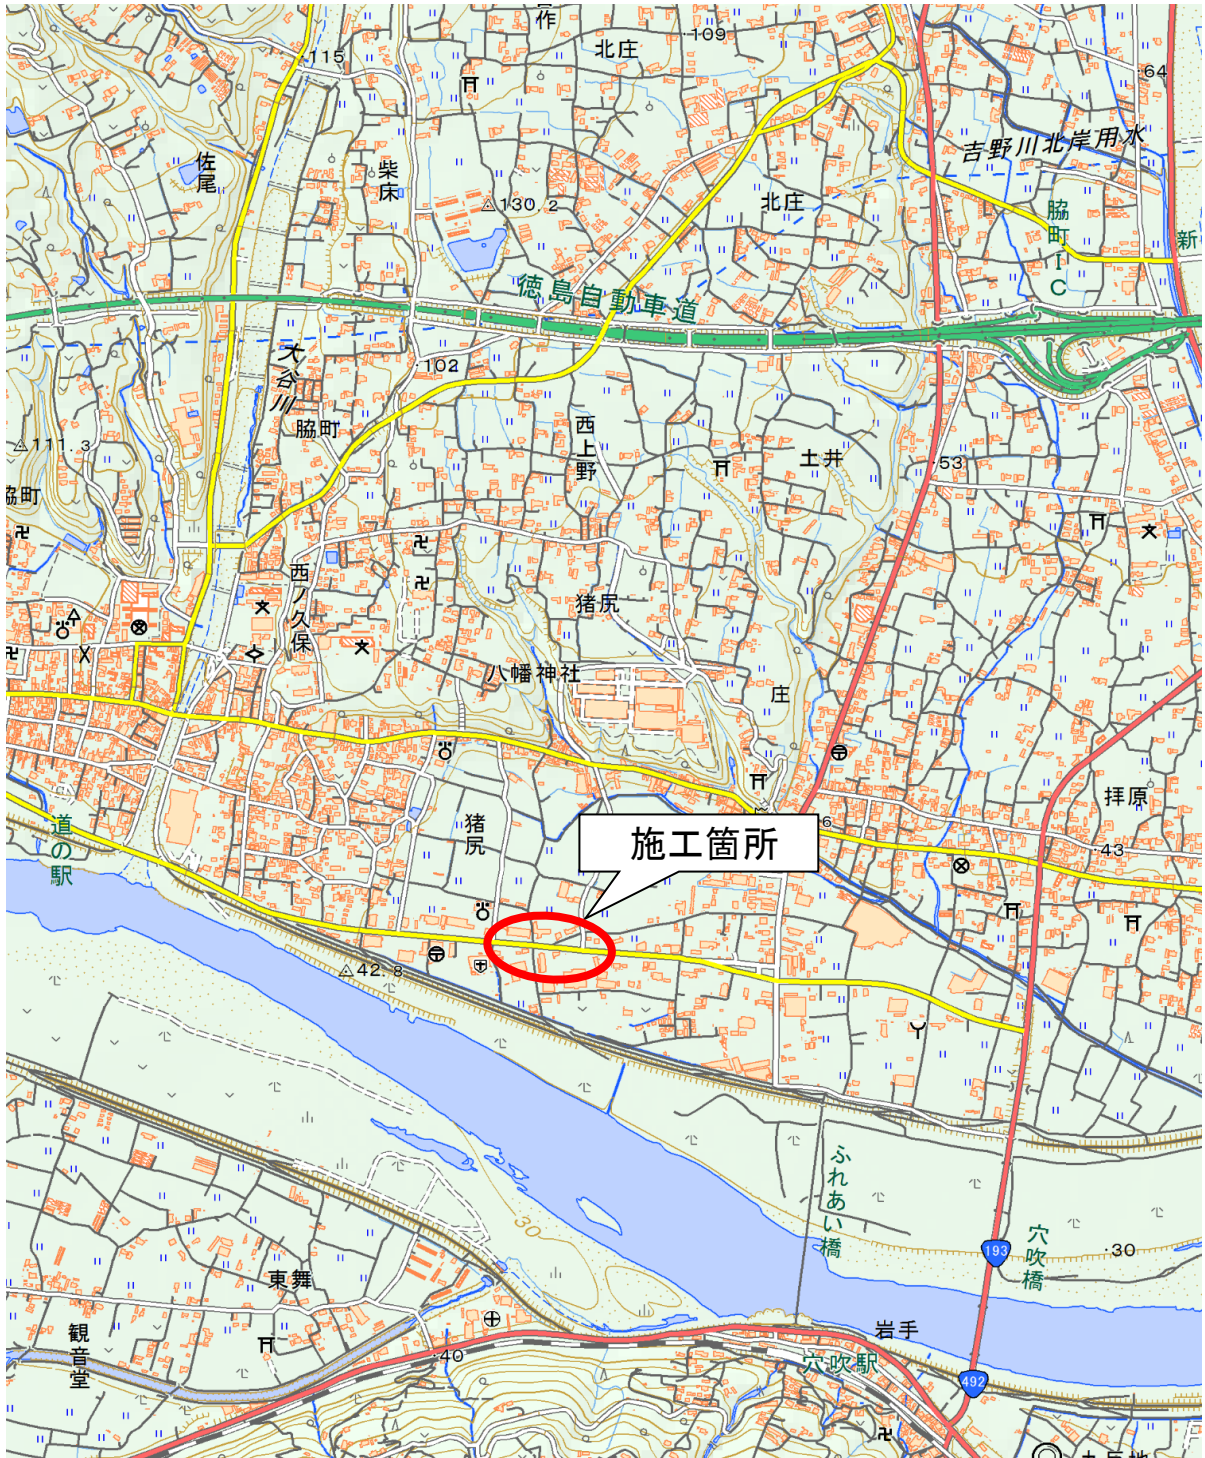 北庄
109
115
64
吉野川北岸用水
佐尾
柴床
130.2
北庄
脇町IC
新
徳島自動車道
大谷川
102
脇町
111.3
西上野
土井
53
脇町
西ノ久保
猪尻
八幡神社
庄
拝原
道の駅
猪尻
施工箇所
43
42.8
ふれあい橋
30
193
穴吹橋
30
東舞
岩手
観音堂
40
穴吹駅
492